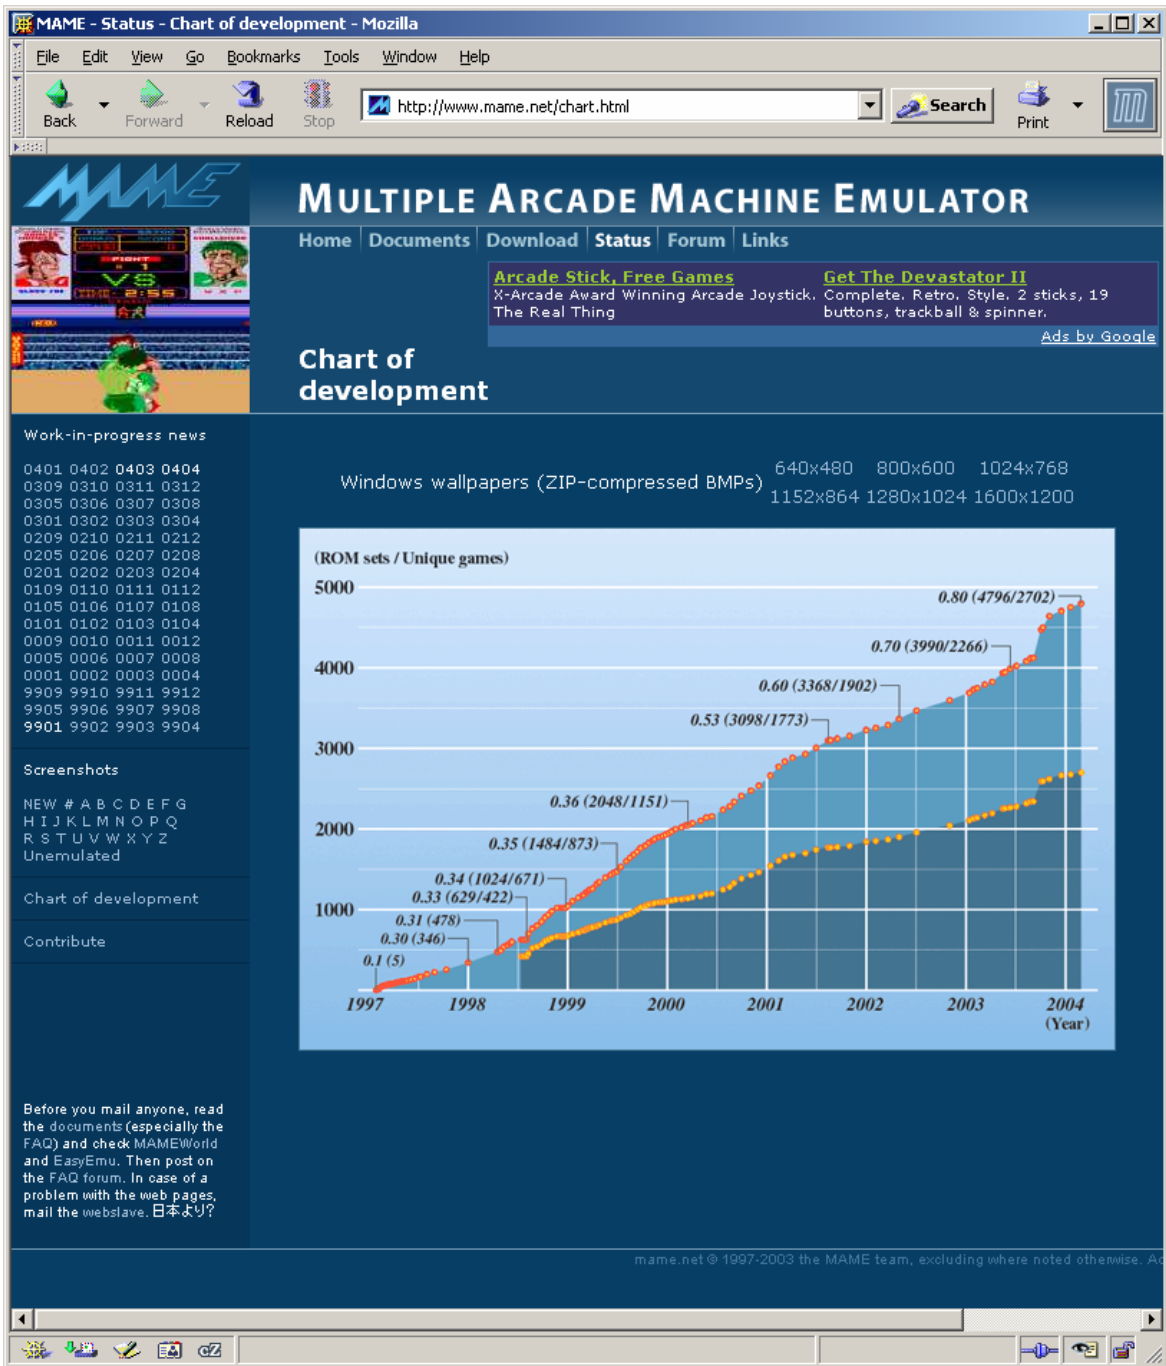 MAME - Status - Chart of development - Mozilla
File Edit View Go Bookmarks Tools Window Help
Back Forward Reload Stop http://www.mame.net/chart.html Search Print
MAME
MULTIPLE ARCADE MACHINE EMULATOR
Home Documents Download Status Forum Links
FIGHT
VS
TIME 2:55
Arcade Stick, Free Games
X-Arcade Award Winning Arcade Joystick.
The Real Thing
Get The Devastator II
Complete. Retro. Style. 2 sticks, 19
buttons, trackball & spinner.
Ads by Google
Chart of
development
Work-in-progress news
0401 0402 0403 0404
0309 0310 0311 0312
0305 0306 0307 0308
0301 0302 0303 0304
0209 0210 0211 0212
0205 0206 0207 0208
0201 0202 0203 0204
0109 0110 0111 0112
0105 0106 0107 0108
0101 0102 0103 0104
0009 0010 0011 0012
0005 0006 0007 0008
0001 0002 0003 0004
9909 9910 9911 9912
9905 9906 9907 9908
9901 9902 9903 9904
Screenshots
NEW # A B C D E F G
H I J K L M N O P Q
R S T U V W X Y Z
Unemulated
Chart of development
Contribute
Before you mail anyone, read
the documents (especially the
FAQ) and check MAMEWorld
and EasyEmu. Then post on
the FAQ forum. In case of a
problem with the web pages,
mail the webslave. 日本より?
Windows wallpapers (ZIP-compressed BMPs)
640x480 800x600 1024x768
1152x864 1280x1024 1600x1200
(ROM sets / Unique games)
5000
4000
3000
2000
1000
0.80 (4796/2702)
0.70 (3990/2266)
0.60 (3368/1902)
0.53 (3098/1773)
0.36 (2048/1151)
0.35 (1484/873)
0.34 (1024/671)
0.33 (629/422)
0.31 (478)
0.30 (346)
0.1 (5)
1997 1998 1999 2000 2001 2002 2003 2004
(Year)
mame.net © 1997-2003 the MAME team, excluding where noted otherwise.